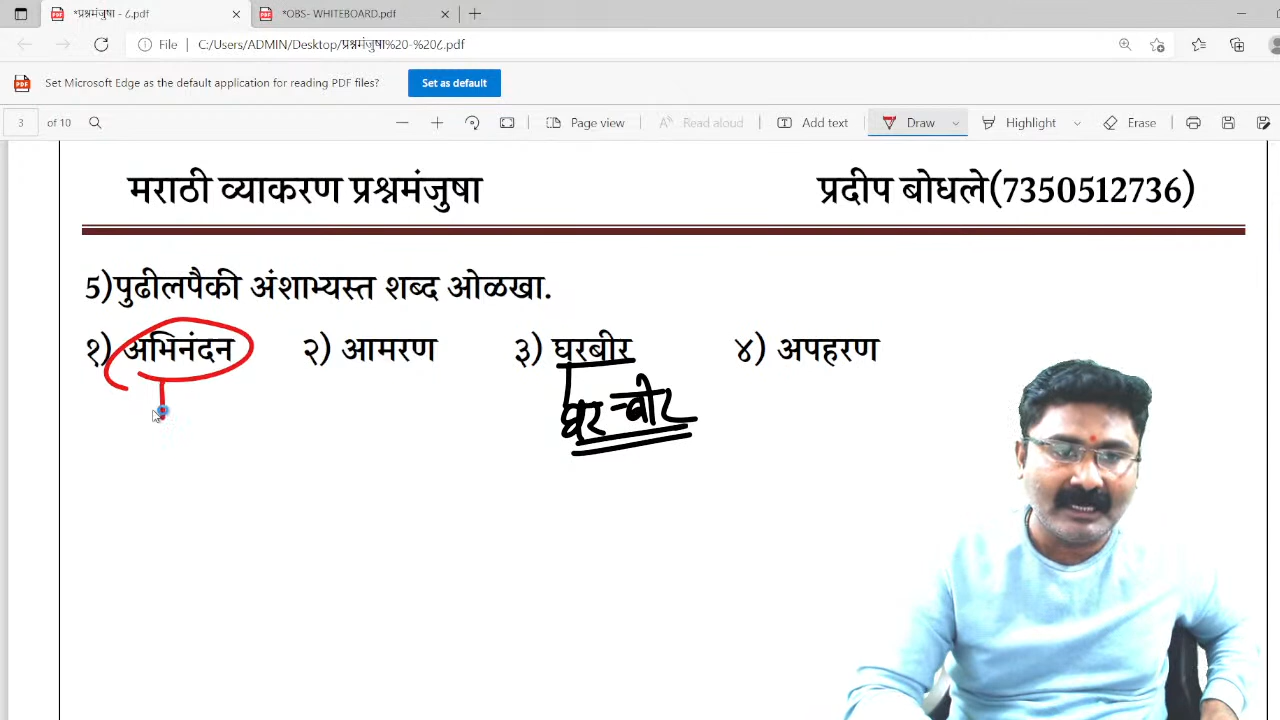 *प्रश्नमंजुषा - ८.pdf
*OBS- WHITEBOARD.pdf
File
C:/Users/ADMIN/Desktop/प्रश्नमंजुषा%20-%20८.pdf
Set Microsoft Edge as the default application for reading PDF files?
Set as default
3 of 10
Page view
Read aloud
Add text
Draw
Highlight
Erase
मराठी व्याकरण प्रश्नमंजुषा
प्रदीप बोधले(7350512736)
5)पुढीलपैकी अंशाभ्यस्त शब्द ओळखा.
१) अभिनंदन २) आमरण ३) घरबीर ४) अपहरण
घर-बीर